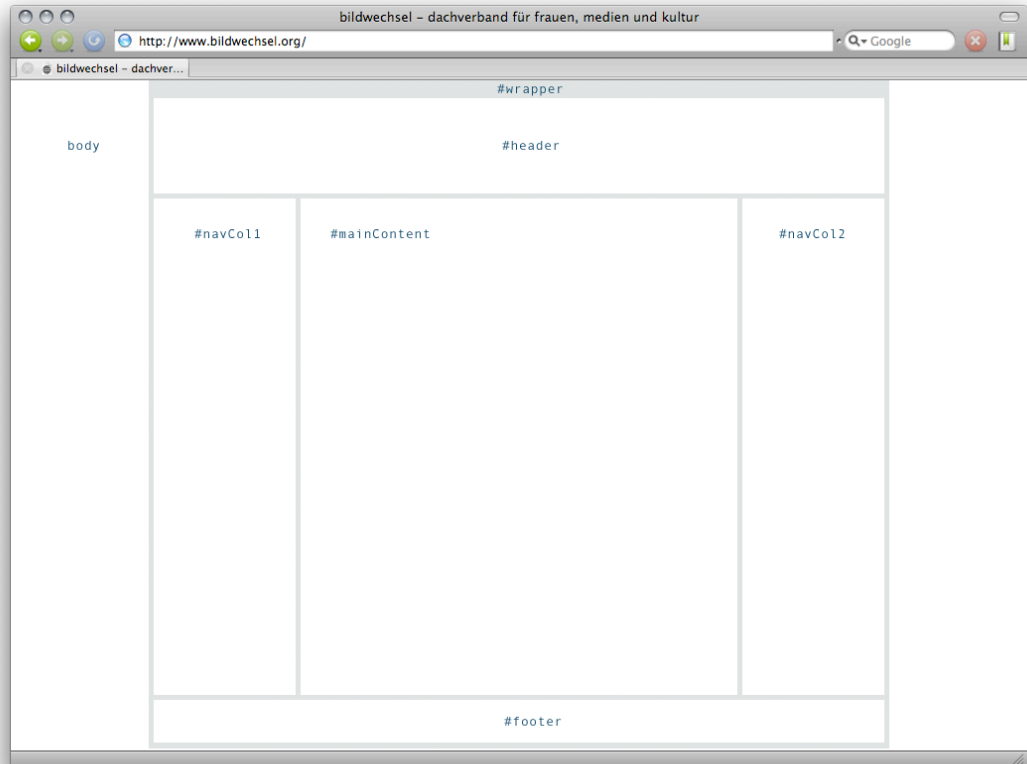 bildwechsel – dachverband für frauen, medien und kultur
http://www.bildwechsel.org/
Google
bildwechsel – dachver...
#wrapper
body
#header
#navCol1
#mainContent
#navCol2
#footer